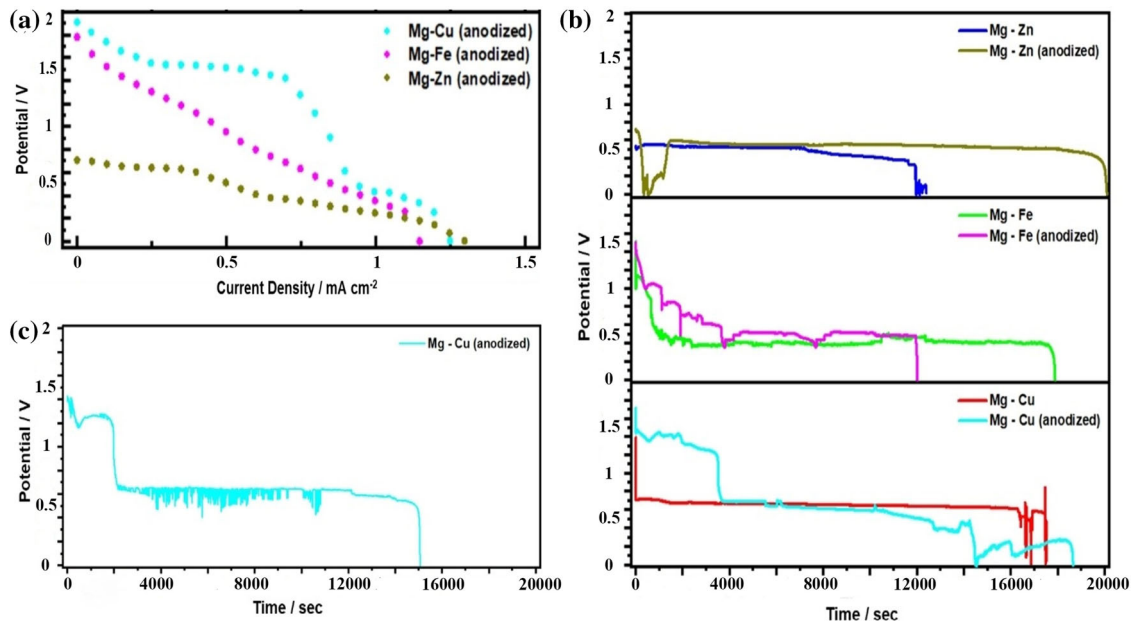 (a)
2
1.5
1
0.5
0
Potential / V
Mg-Cu (anodized)
Mg-Fe (anodized)
Mg-Zn (anodized)
0 0.5 1 1.5
Current Density / mA cm-2
(b)
2
1.5
1
0.5
0
Mg - Zn
Mg - Zn (anodized)
2
1.5
1
0.5
0
Potential / V
Mg - Fe
Mg - Fe (anodized)
2
1.5
1
0.5
0
Mg - Cu
Mg - Cu (anodized)
0 4000 8000 12000 16000 20000
Time / sec
(c)
2
1.5
1
0.5
0
Potential / V
Mg - Cu (anodized)
0 4000 8000 12000 16000 20000
Time / sec